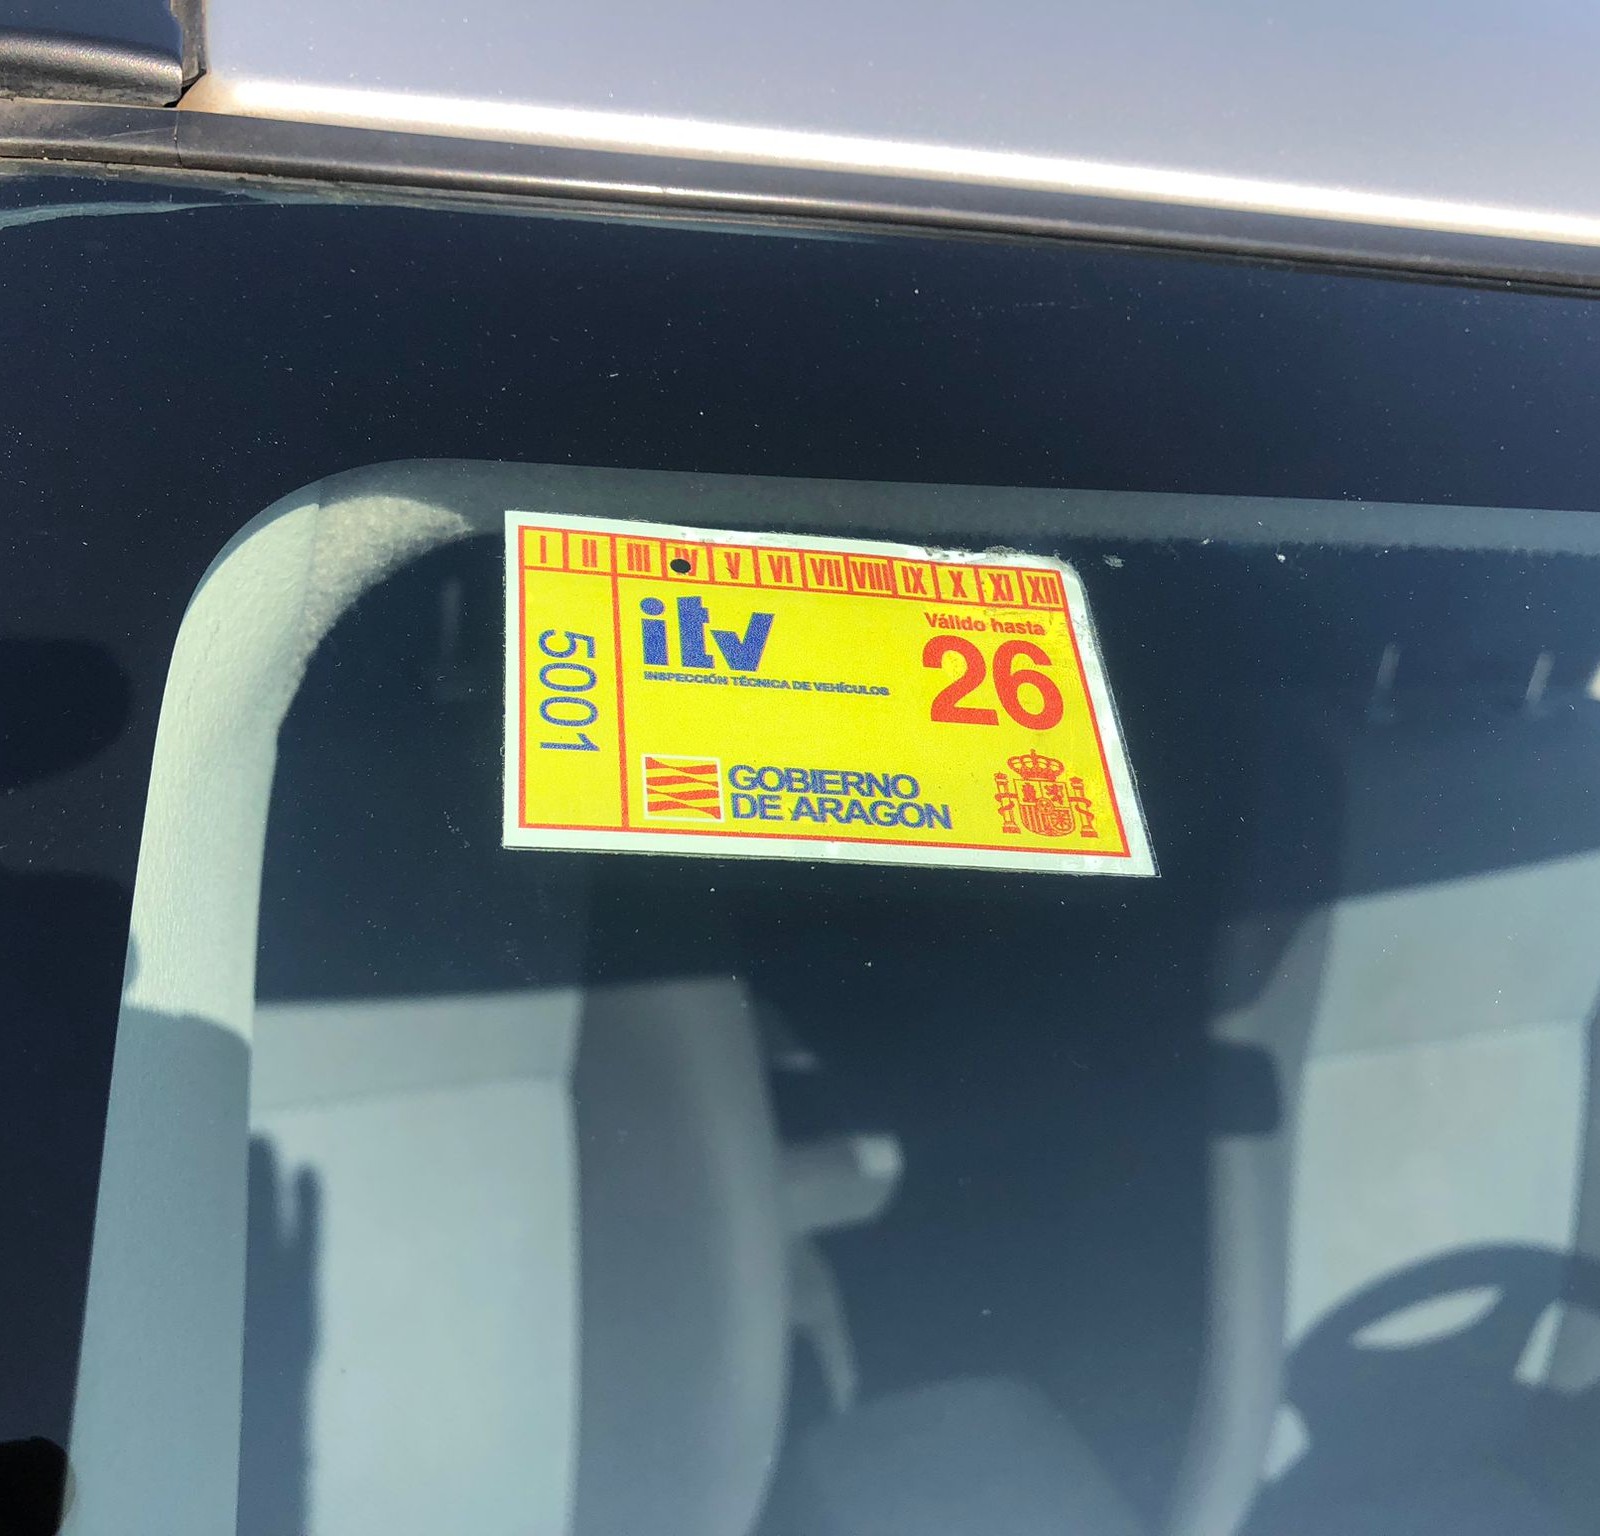 I II III IV V VI VII VIII IX X XI XII
5001
itv
INSPECCIÓN TÉCNICA DE VEHÍCULOS
Válido hasta
26
GOBIERNO
DE ARAGON